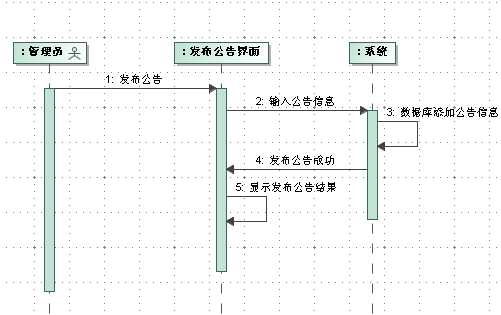 : 管理员
: 发布公告界面
: 系统
1: 发布公告
2: 输入公告信息
3: 数据库添加公告信息
4: 发布公告成功
5: 显示发布公告结果